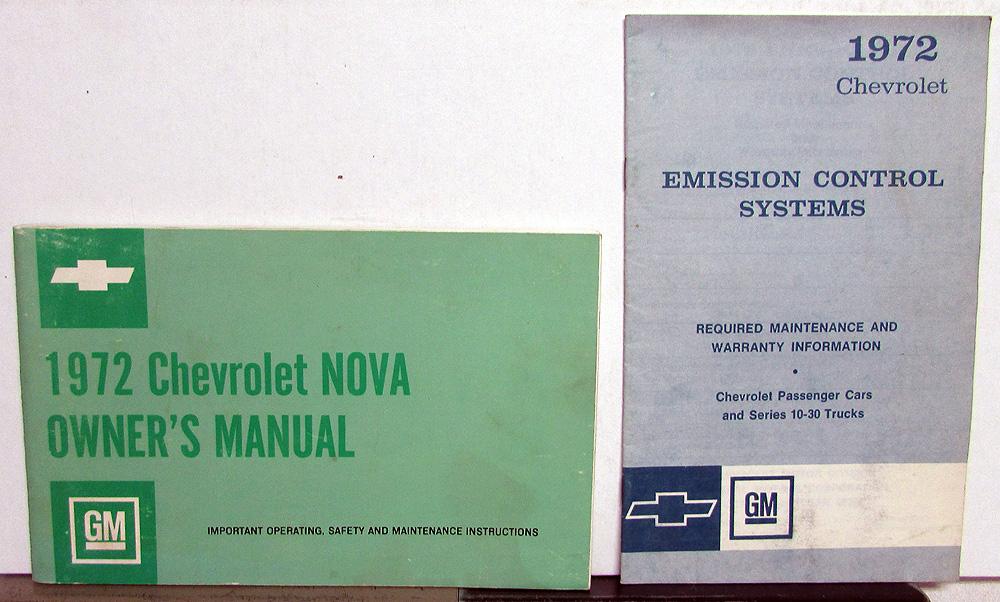 1972 Chevrolet NOVA
OWNER'S MANUAL
GM
IMPORTANT OPERATING, SAFETY AND MAINTENANCE INSTRUCTIONS
1972
Chevrolet
EMISSION CONTROL
SYSTEMS
REQUIRED MAINTENANCE AND
WARRANTY INFORMATION
•
Chevrolet Passenger Cars
and Series 10-30 Trucks
GM